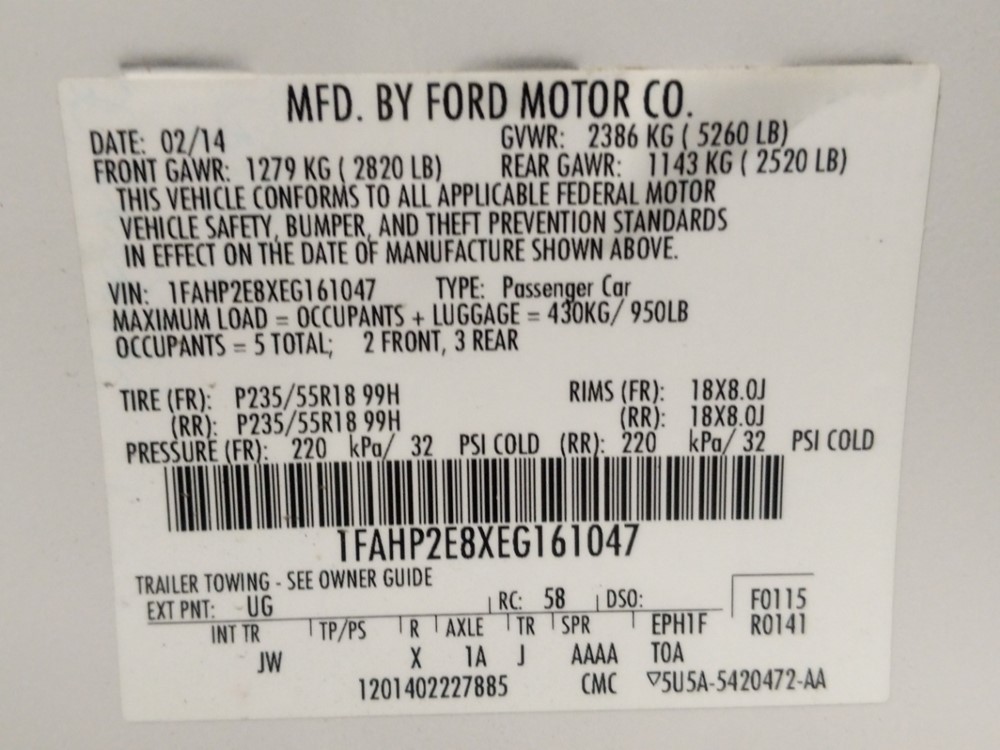 MFD. BY FORD MOTOR CO.
DATE: 02/14 GVWR: 2386 KG ( 5260 LB)
FRONT GAWR: 1279 KG ( 2820 LB) REAR GAWR: 1143 KG ( 2520 LB)
THIS VEHICLE CONFORMS TO ALL APPLICABLE FEDERAL MOTOR
VEHICLE SAFETY, BUMPER, AND THEFT PREVENTION STANDARDS
IN EFFECT ON THE DATE OF MANUFACTURE SHOWN ABOVE.
VIN: 1FAHP2E8XEG161047 TYPE: Passenger Car
MAXIMUM LOAD = OCCUPANTS + LUGGAGE = 430KG/ 950LB
OCCUPANTS = 5 TOTAL; 2 FRONT, 3 REAR
TIRE (FR): P235/55R18 99H RIMS (FR): 18X8.0J
(RR): P235/55R18 99H (RR): 18X8.0J
PRESSURE (FR): 220 kPa/ 32 PSI COLD (RR): 220 kPa/ 32 PSI COLD
1FAHP2E8XEG161047
TRAILER TOWING - SEE OWNER GUIDE
EXT PNT: UG RC: 58 DSO: F0115
INT TR TP/PS R AXLE TR SPR EPH1F R0141
JW X 1A J AAAA T0A
1201402227885 CMC ▽5U5A-5420472-AA